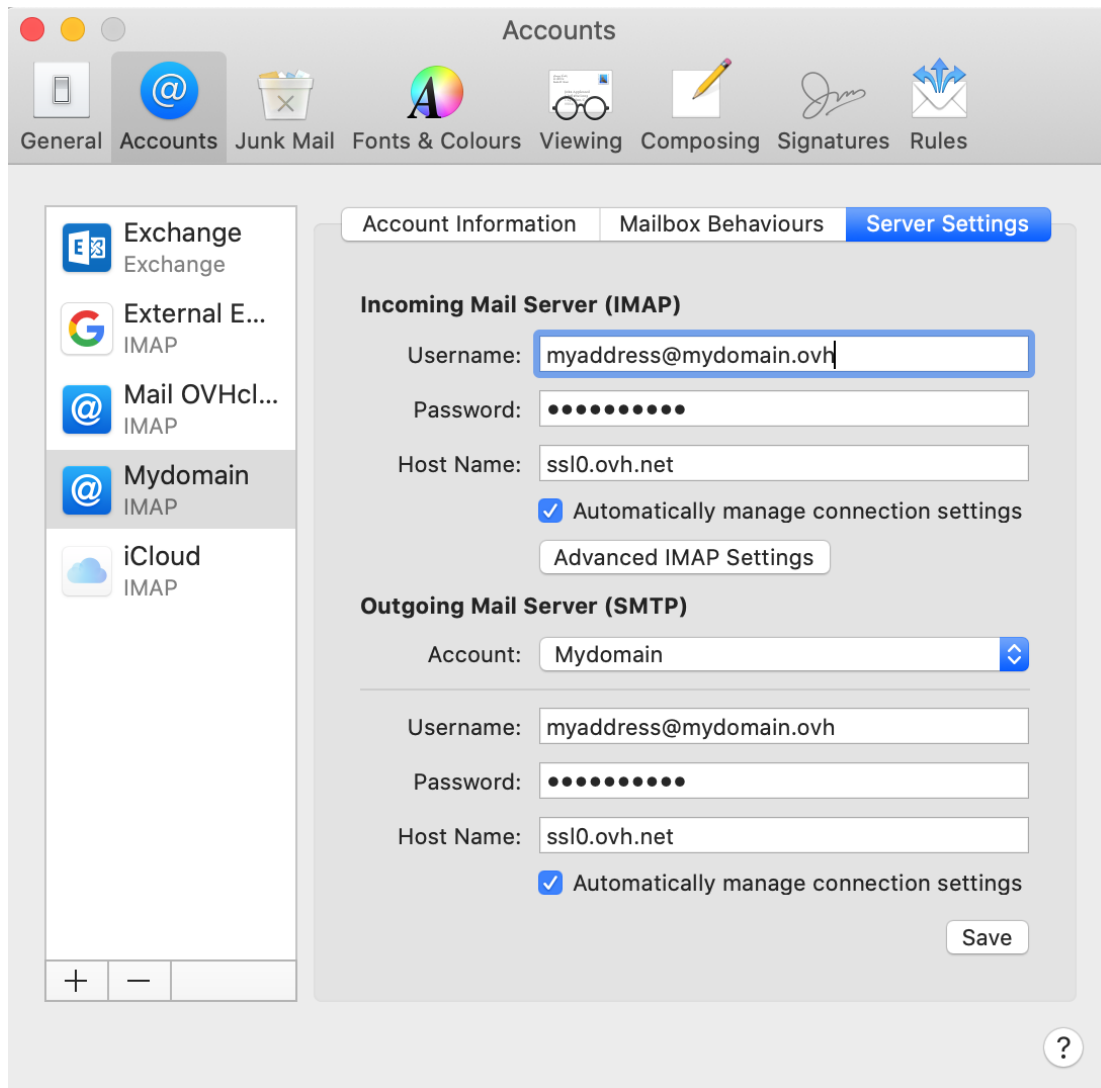 Accounts
General Accounts Junk Mail Fonts & Colours Viewing Composing Signatures Rules
Exchange
Exchange
External E...
IMAP
Mail OVHcl...
IMAP
Mydomain
IMAP
iCloud
IMAP
Account Information Mailbox Behaviours Server Settings
Incoming Mail Server (IMAP)
Username: myaddress@mydomain.ovh
Password: ••••••••••
Host Name: ssl0.ovh.net
Automatically manage connection settings
Advanced IMAP Settings
Outgoing Mail Server (SMTP)
Account: Mydomain
Username: myaddress@mydomain.ovh
Password: ••••••••••
Host Name: ssl0.ovh.net
Automatically manage connection settings
Save
?